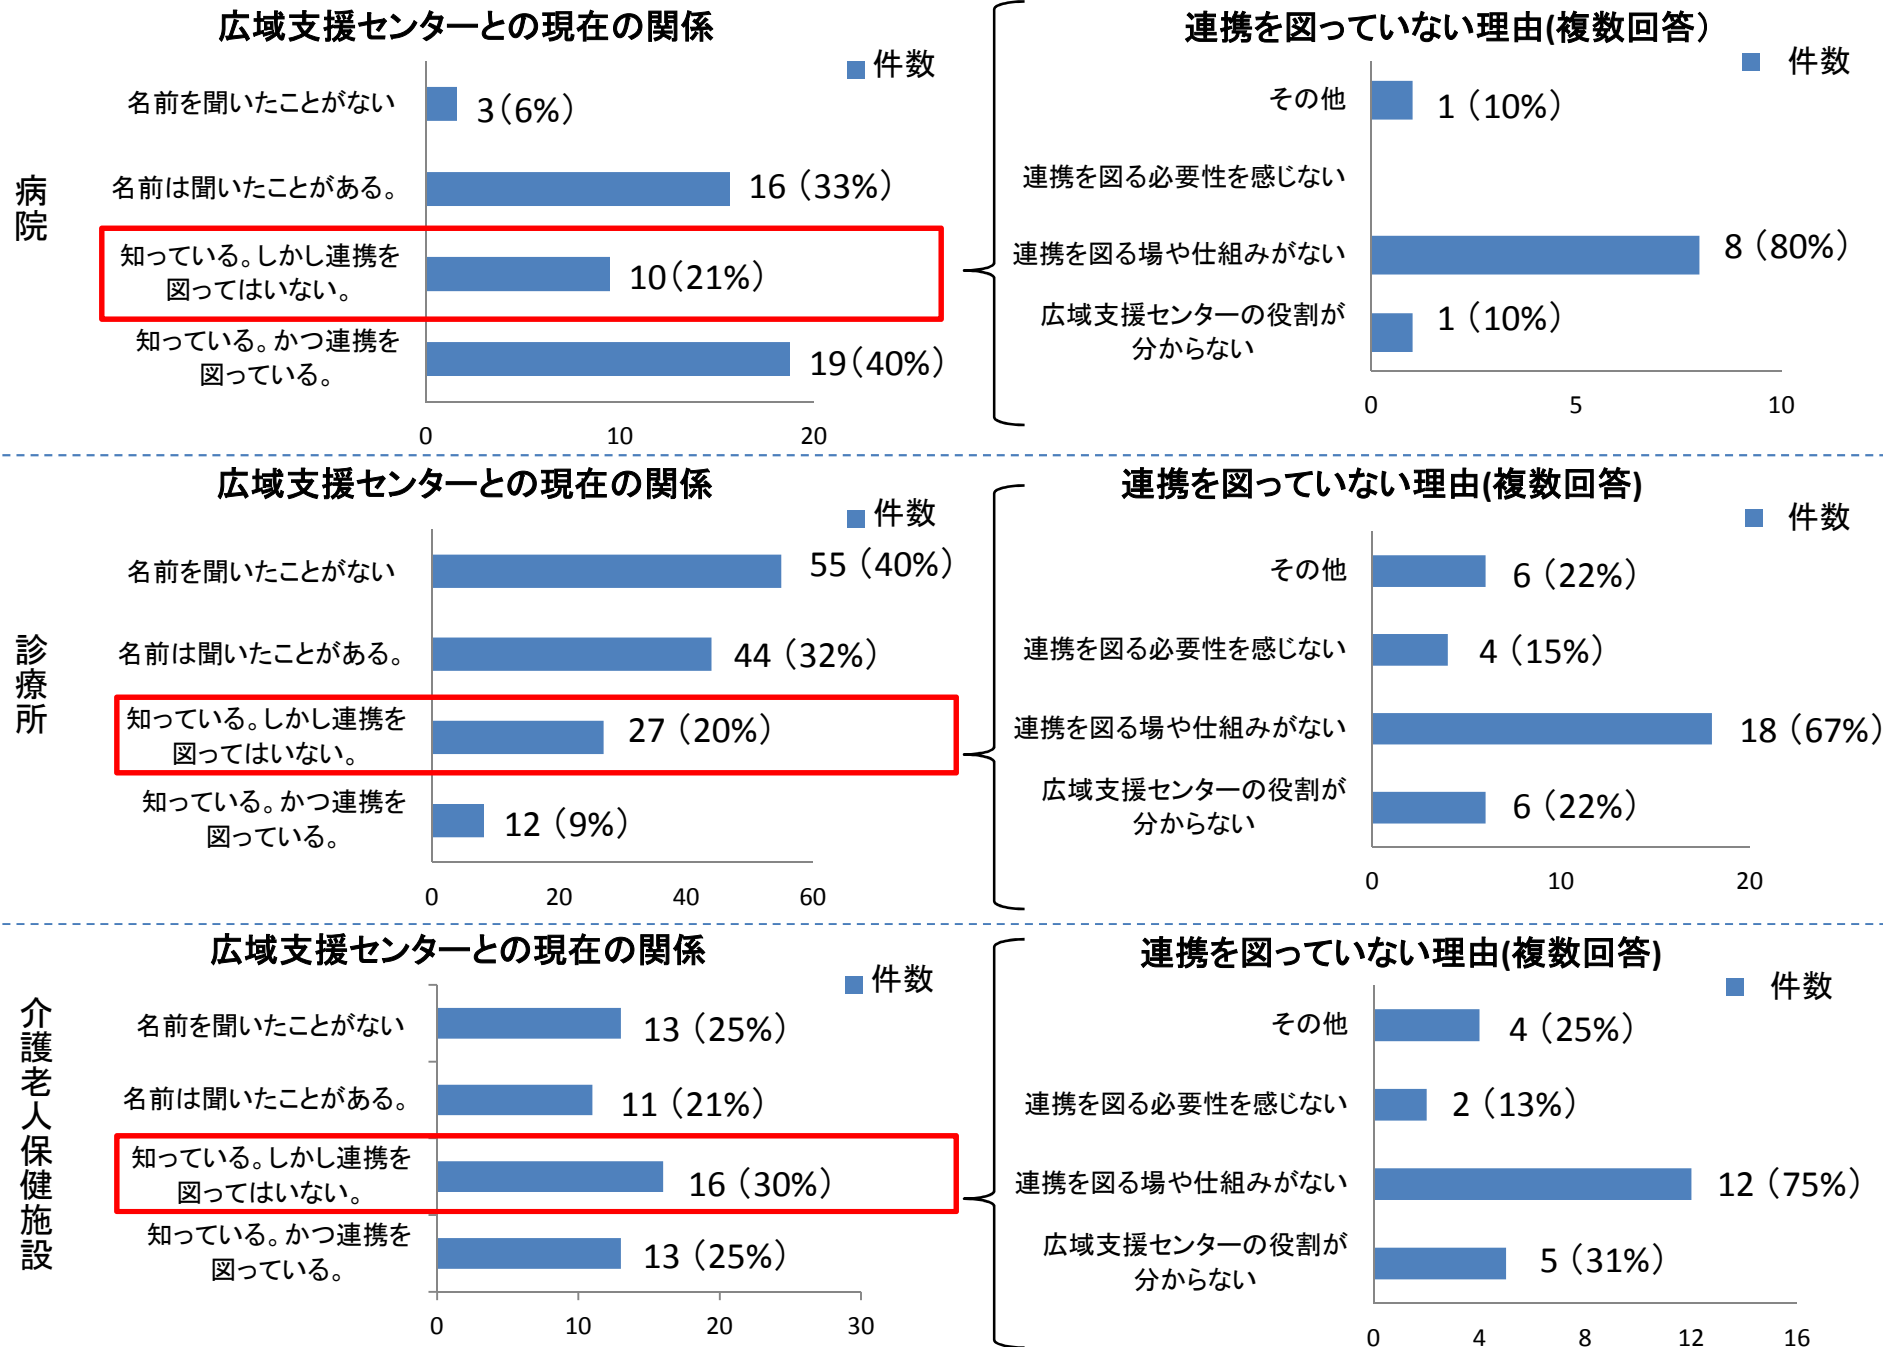 病院
広域支援センターとの現在の関係
件数
名前を聞いたことがない
3(6%)
名前は聞いたことがある。
16 (33%)
知っている。しかし連携を
図ってはいない。
10(21%)
知っている。かつ連携を
図っている。
19(40%)
0 10 20
連携を図っていない理由(複数回答)
件数
その他
1 (10%)
連携を図る必要性を感じない
連携を図る場や仕組みがない
8 (80%)
広域支援センターの役割が
分からない
1 (10%)
0 5 10
診療所
広域支援センターとの現在の関係
件数
名前を聞いたことがない
55 (40%)
名前は聞いたことがある。
44 (32%)
知っている。しかし連携を
図ってはいない。
27 (20%)
知っている。かつ連携を
図っている。
12 (9%)
0 20 40 60
連携を図っていない理由(複数回答)
件数
その他
6 (22%)
連携を図る必要性を感じない
4 (15%)
連携を図る場や仕組みがない
18 (67%)
広域支援センターの役割が
分からない
6 (22%)
0 10 20
介護老人保健施設
広域支援センターとの現在の関係
件数
名前を聞いたことがない
13 (25%)
名前は聞いたことがある。
11 (21%)
知っている。しかし連携を
図ってはいない。
16 (30%)
知っている。かつ連携を
図っている。
13 (25%)
0 10 20 30
連携を図っていない理由(複数回答)
件数
その他
4 (25%)
連携を図る必要性を感じない
2 (13%)
連携を図る場や仕組みがない
12 (75%)
広域支援センターの役割が
分からない
5 (31%)
0 4 8 12 16